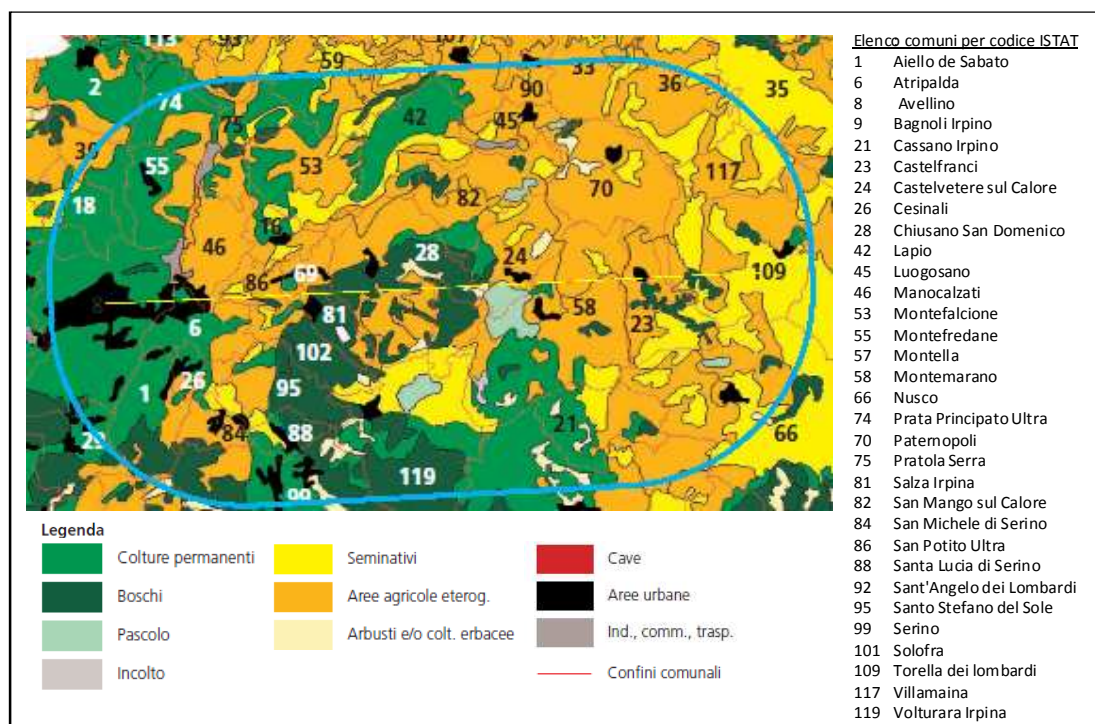 113
93
59
107
33
2
74
90
36
35
42
45
75
39
55
53
117
82
70
18
16
46
28
24
109
86
69
8
58
6
81
23
102
26
1
95
21
84
88
66
29
119
99
Legenda
Colture permanenti
Seminativi
Cave
Boschi
Aree agricole eterog.
Aree urbane
Pascolo
Arbusti e/o colt. erbacee
Ind., comm., trasp.
Incolto
Confini comunali
Elenco comuni per codice ISTAT
1 Aiello de Sabato
6 Atripalda
8 Avellino
9 Bagnoli Irpino
21 Cassano Irpino
23 Castelfranci
24 Castelvetere sul Calore
26 Cesinali
28 Chiusano San Domenico
42 Lapio
45 Luogosano
46 Manocalzati
53 Montefalcione
55 Montefredane
57 Montella
58 Montemarano
66 Nusco
74 Prata Principato Ultra
70 Paternopoli
75 Pratola Serra
81 Salza Irpina
82 San Mango sul Calore
84 San Michele di Serino
86 San Potito Ultra
88 Santa Lucia di Serino
92 Sant'Angelo dei Lombardi
95 Santo Stefano del Sole
99 Serino
101 Solofra
109 Torella dei lombardi
117 Villamaina
119 Volturara Irpina